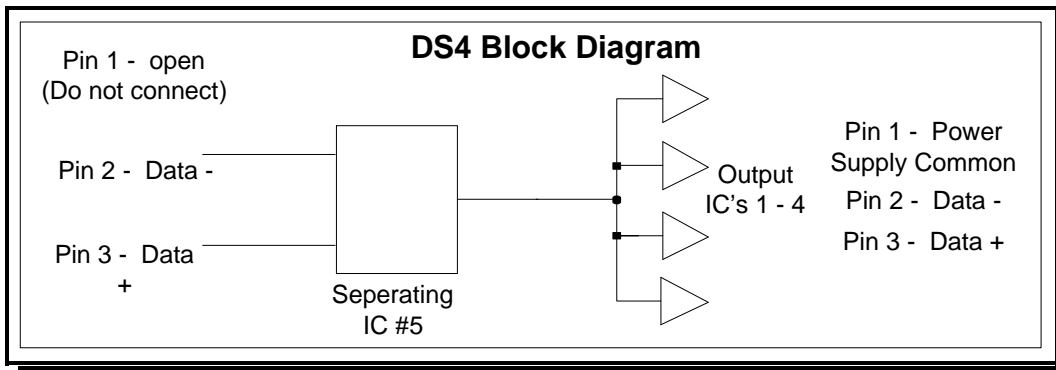 DS4 Block Diagram
Pin 1 - open
(Do not connect)
Pin 2 - Data -
Pin 3 - Data
+
Seperating
IC #5
Output
IC's 1 - 4
Pin 1 - Power
Supply Common
Pin 2 - Data -
Pin 3 - Data +